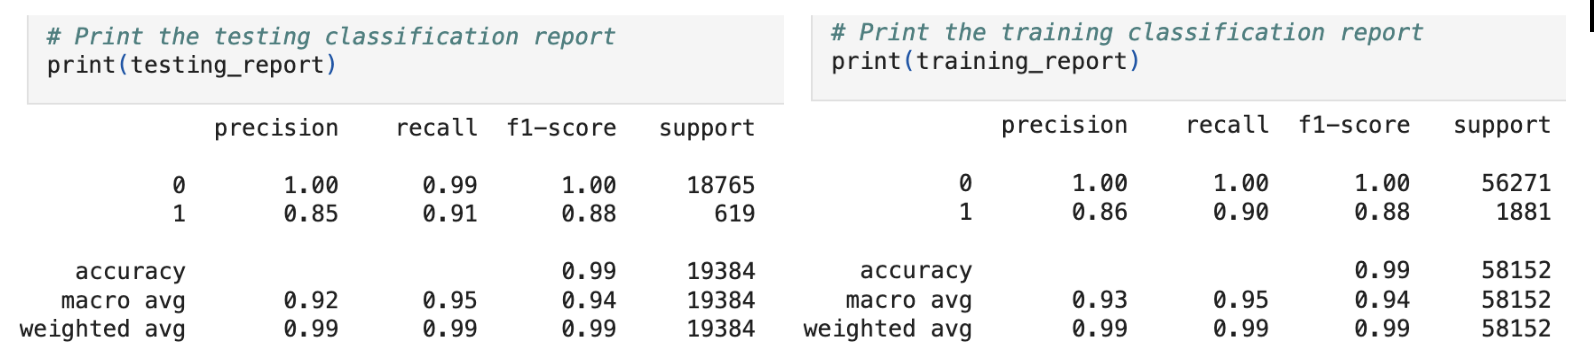 # Print the testing classification report
print(testing_report)
precision recall f1-score support
0 1.00 0.99 1.00 18765
1 0.85 0.91 0.88 619
accuracy 0.99 19384
macro avg 0.92 0.95 0.94 19384
weighted avg 0.99 0.99 0.99 19384
# Print the training classification report
print(training_report)
precision recall f1-score support
0 1.00 1.00 1.00 56271
1 0.86 0.90 0.88 1881
accuracy 0.99 58152
macro avg 0.93 0.95 0.94 58152
weighted avg 0.99 0.99 0.99 58152